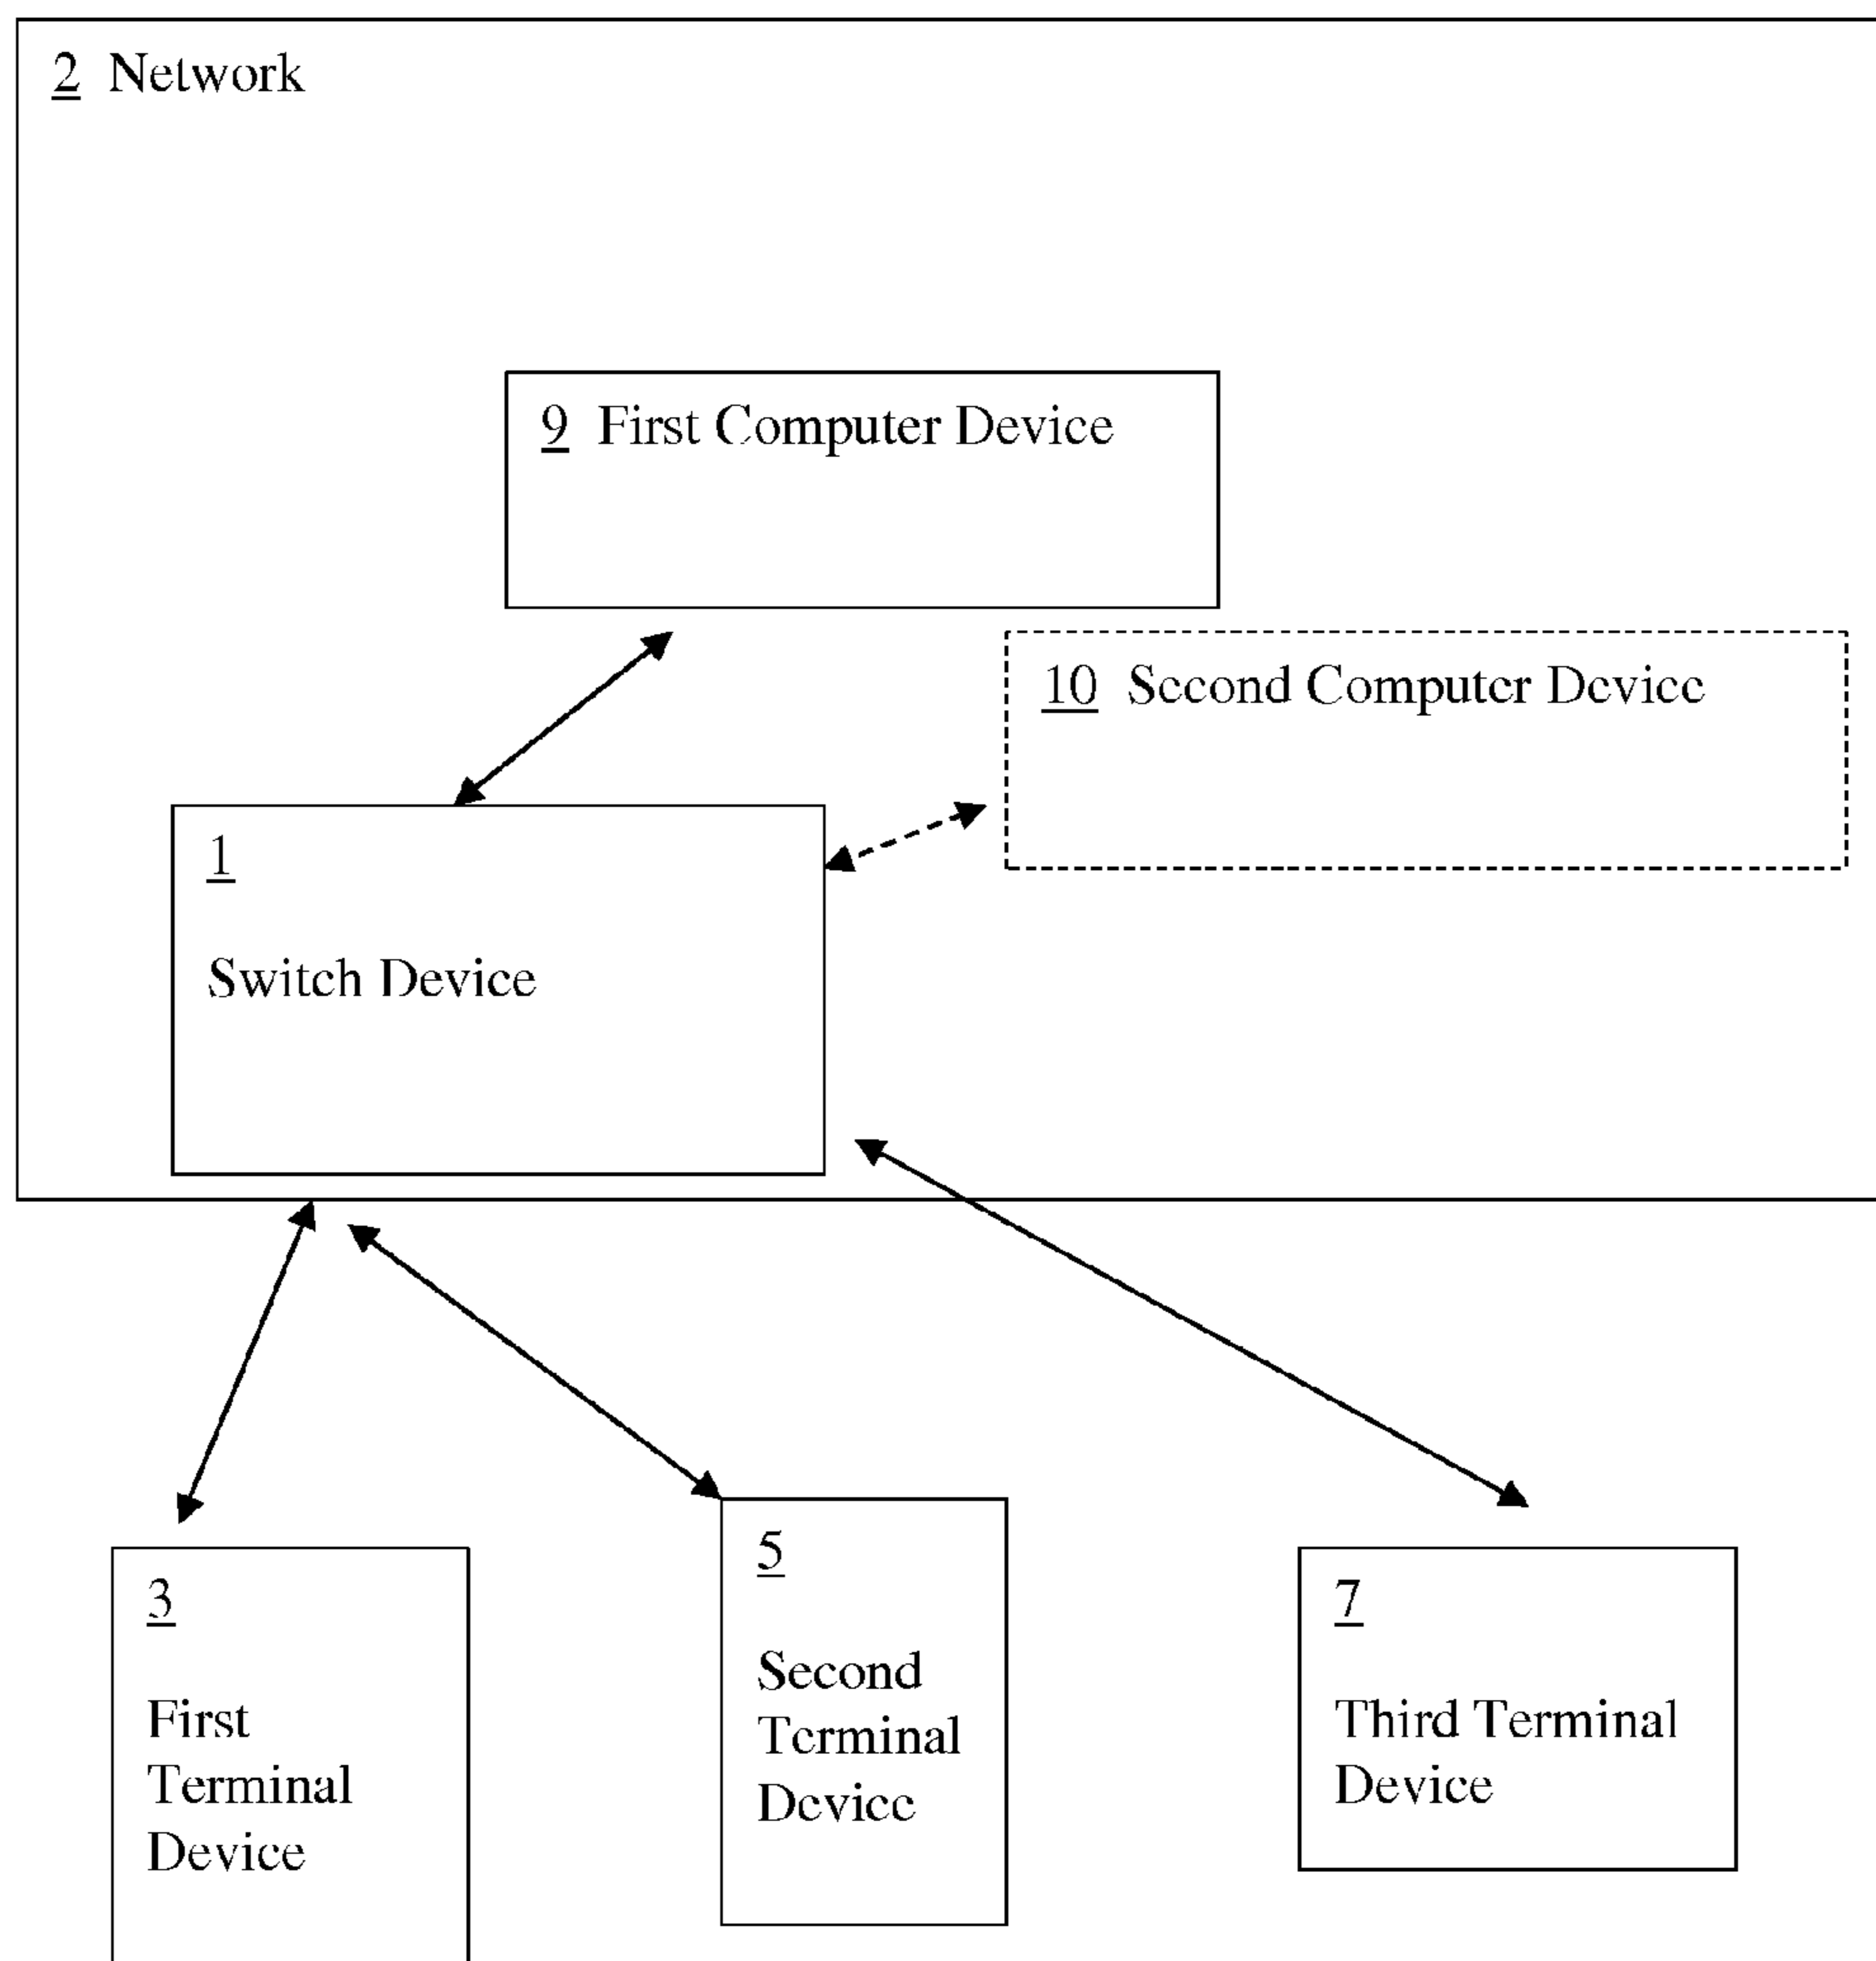 2 Network
9 First Computer Device
10 Second Computer Device
1
Switch Device
3
First
Terminal
Device
5
Second
Terminal
Device
7
Third Terminal
Device